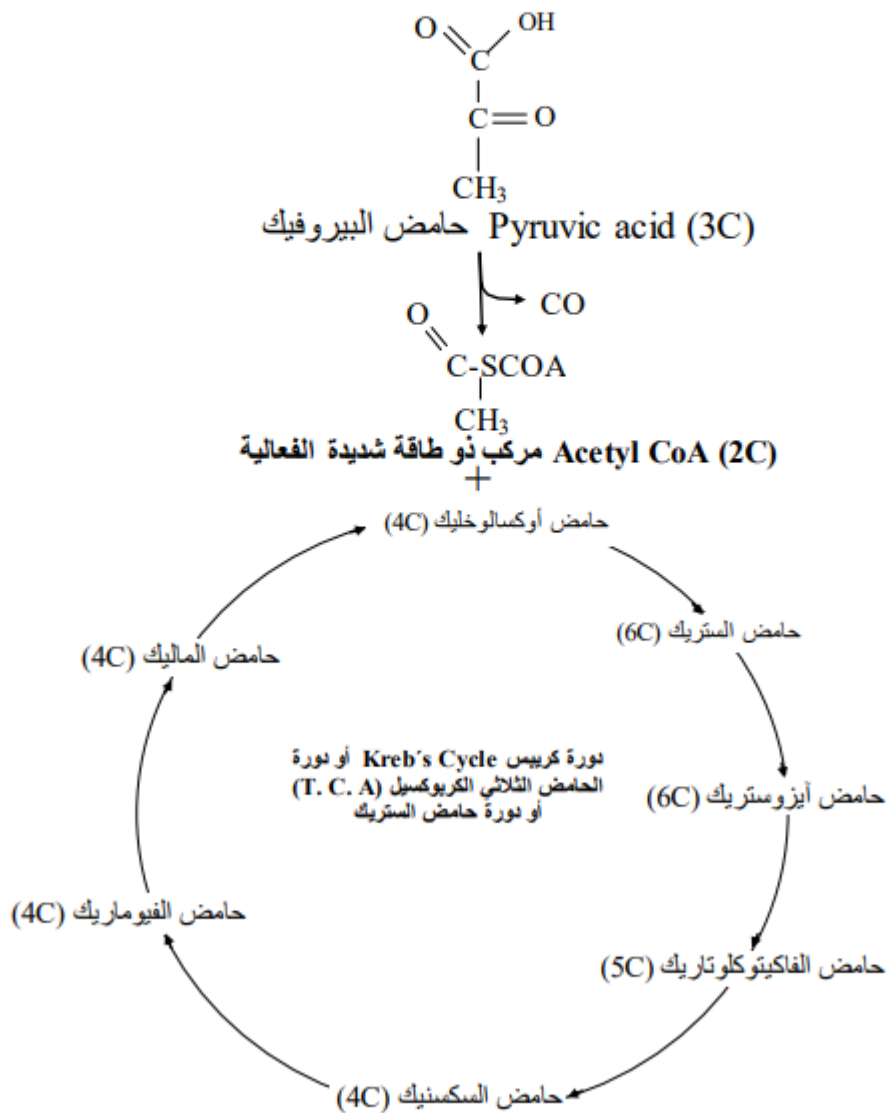 O OH
C
C=O
CH3
حامض البيروفيك Pyruvic acid (3C)
CO
O
C-SCOA
CH3
Acetyl CoA (2C) مركب ذو طاقة شديدة الفعالية
+
حامض أوكسالوخليك (4C)
حامض الستريك (6C)
حامض الماليك (4C)
دورة كريبس Kreb´s Cycle أو دورة
الحامض الثلاثي الكربوكسيل (T. C. A)
أو دورة حامض الستريك
حامض أيزوستريك (6C)
حامض الفيوماريك (4C)
حامض الفاكيتوكلوتاريك (5C)
حامض السكسنيك (4C)